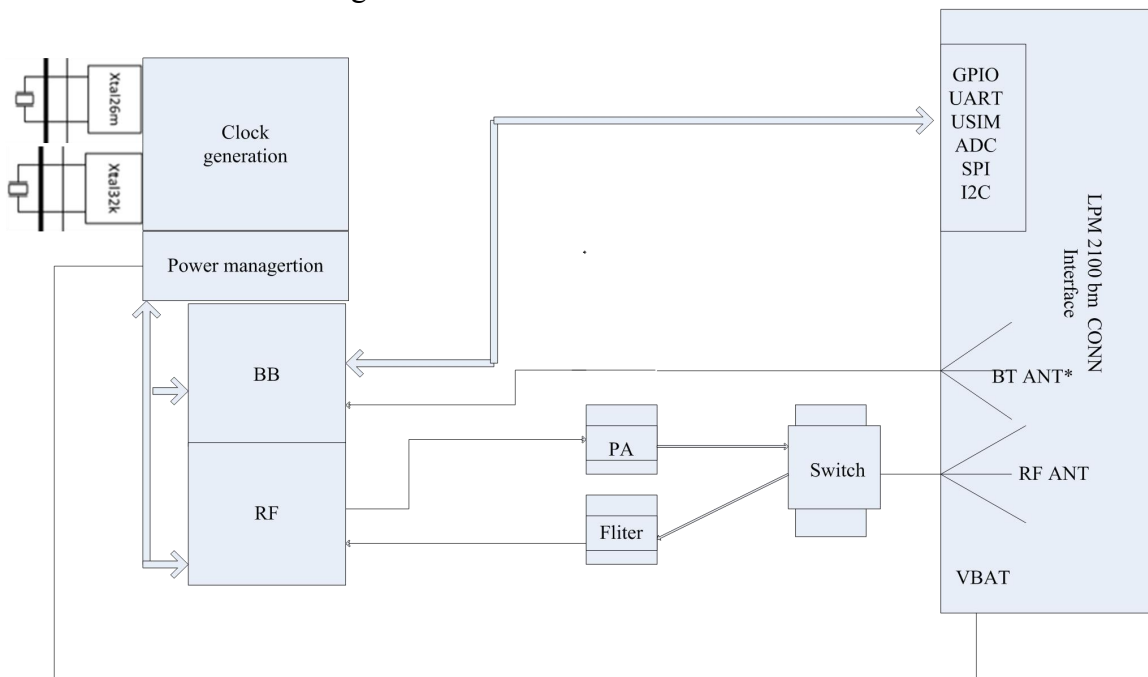 Xtal26m
Xtal32k
Clock
generation
Power managertion
BB
RF
PA
Fliter
Switch
GPIO
UART
USIM
ADC
SPI
I2C
LPM 2100 bm CONN
Interface
BT ANT*
RF ANT
VBAT